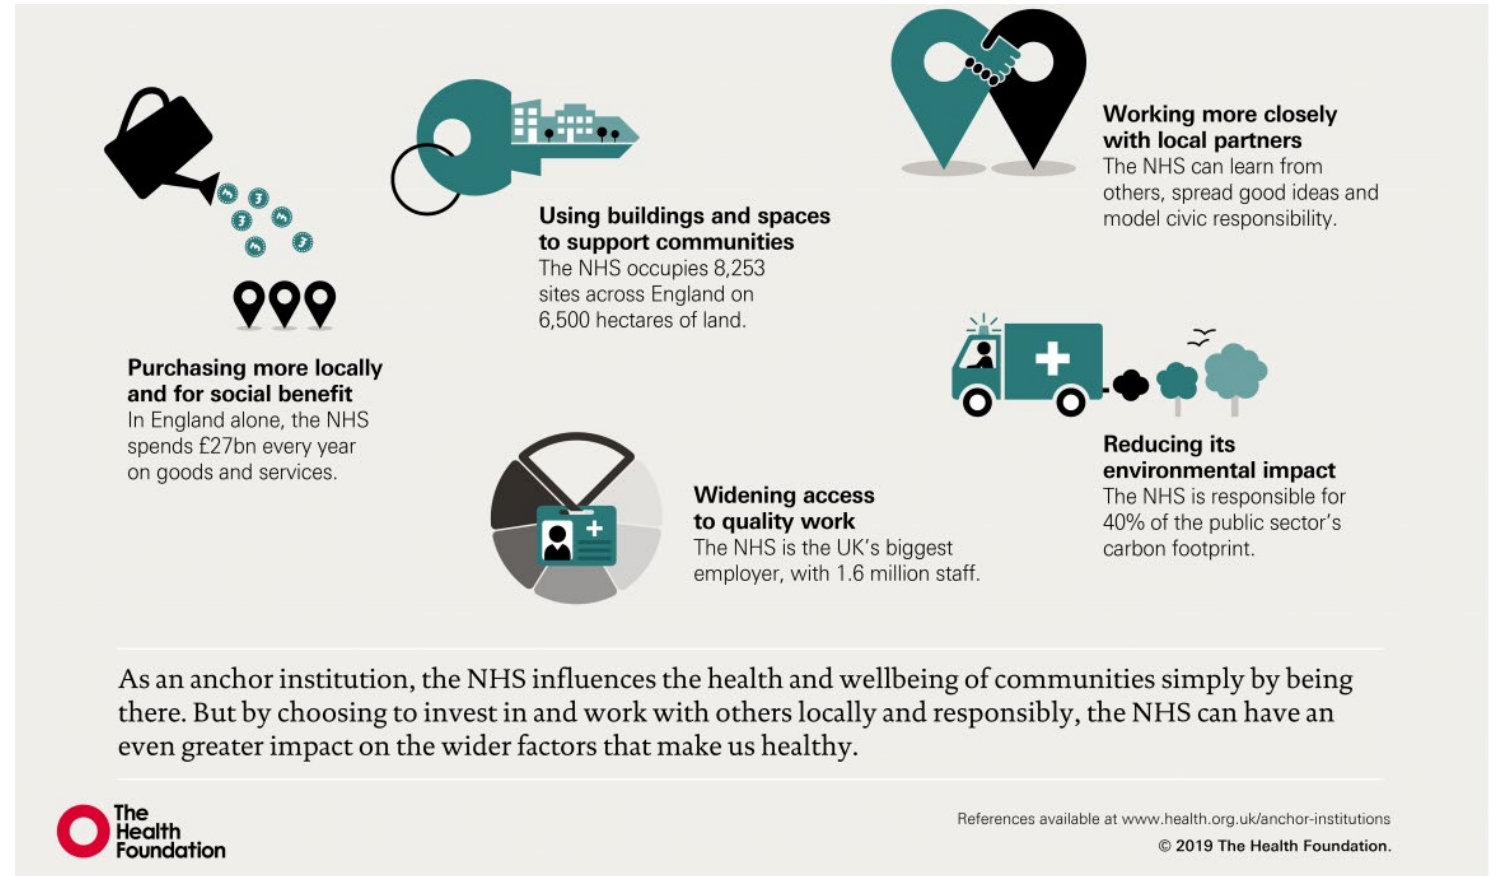 Purchasing more locally
and for social benefit
In England alone, the NHS
spends £27bn every year
on goods and services.
Using buildings and spaces
to support communities
The NHS occupies 8,253
sites across England on
6,500 hectares of land.
Widening access
to quality work
The NHS is the UK’s biggest
employer, with 1.6 million staff.
Working more closely
with local partners
The NHS can learn from
others, spread good ideas and
model civic responsibility.
Reducing its
environmental impact
The NHS is responsible for
40% of the public sector’s
carbon footprint.
As an anchor institution, the NHS influences the health and wellbeing of communities simply by being
there. But by choosing to invest in and work with others locally and responsibly, the NHS can have an
even greater impact on the wider factors that make us healthy.
The
Health
Foundation
References available at www.health.org.uk/anchor-institutions
© 2019 The Health Foundation.